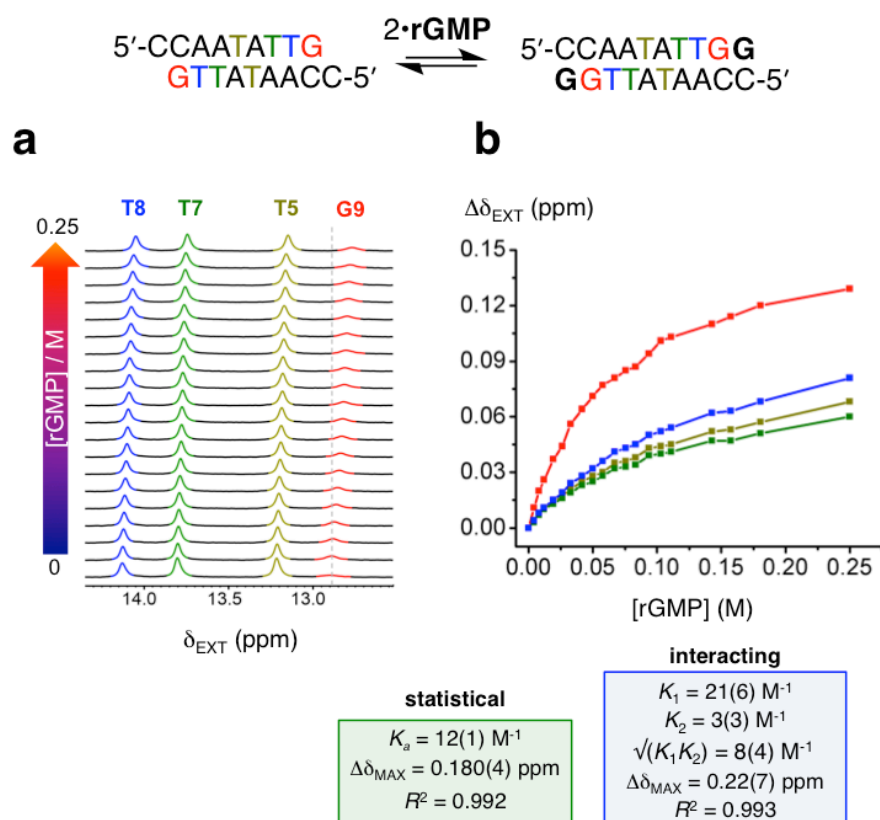 5′-CCAATATTG
GTTATAACC-5′
2·rGMP
5′-CCAATATTGG
GGTTATAACC-5′
a
T8 T7 T5 G9
0.25
[rGMP] / M
0
14.0 13.5 13.0
δEXT (ppm)
b
ΔδEXT (ppm)
0.15
0.12
0.09
0.06
0.03
0.00
0.00 0.05 0.10 0.15 0.20 0.25
[rGMP] (M)
statistical
Ka = 12(1) M-1
ΔδMAX = 0.180(4) ppm
R2 = 0.992
interacting
K1 = 21(6) M-1
K2 = 3(3) M-1
√(K1K2) = 8(4) M-1
ΔδMAX = 0.22(7) ppm
R2 = 0.993